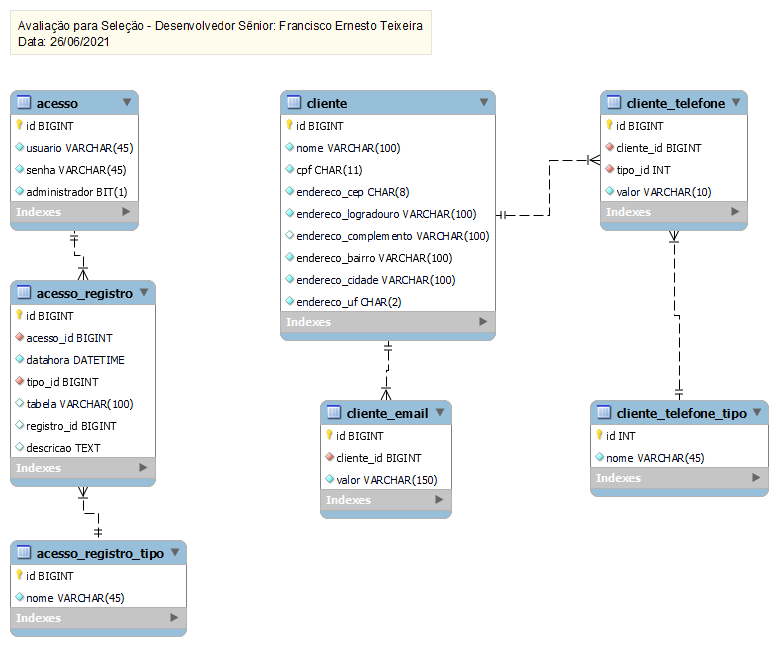 Avaliação para Seleção - Desenvolvedor Sênior: Francisco Ernesto Teixeira
Data: 26/06/2021
acesso
id BIGINT
usuario VARCHAR(45)
senha VARCHAR(45)
administrador BIT(1)
Indexes
acesso_registro
id BIGINT
acesso_id BIGINT
datahora DATETIME
tipo_id BIGINT
tabela VARCHAR(100)
registro_id BIGINT
descricao TEXT
Indexes
acesso_registro_tipo
id BIGINT
nome VARCHAR(45)
Indexes
cliente
id BIGINT
nome VARCHAR(100)
cpf CHAR(11)
endereco_cep CHAR(8)
endereco_logradouro VARCHAR(100)
endereco_complemento VARCHAR(100)
endereco_bairro VARCHAR(100)
endereco_cidade VARCHAR(100)
endereco_uf CHAR(2)
Indexes
cliente_email
id BIGINT
cliente_id BIGINT
valor VARCHAR(150)
Indexes
cliente_telefone
id BIGINT
cliente_id BIGINT
tipo_id INT
valor VARCHAR(10)
Indexes
cliente_telefone_tipo
id INT
nome VARCHAR(45)
Indexes